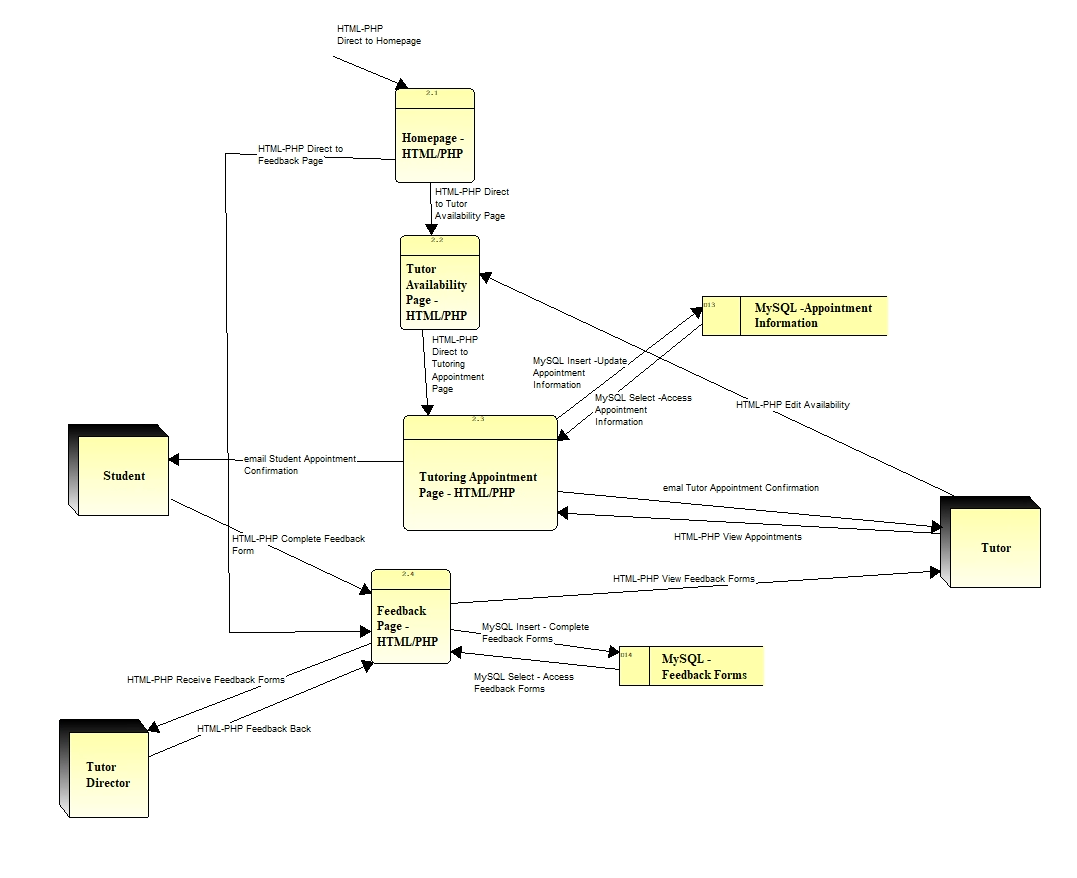 HTML-PHP
Direct to Homepage
2.1
Homepage -
HTML/PHP
HTML-PHP Direct to
Feedback Page
HTML-PHP Direct
to Tutor
Availability Page
2.2
Tutor
Availability
Page -
HTML/PHP
HTML-PHP
Direct to
Tutoring
Appointment
Page
MySQL -Appointment
Information
MySQL Insert -Update
Appointment
Information
MySQL Select -Access
Appointment
Information
HTML-PHP Edit Availability
2.3
Tutoring Appointment
Page - HTML/PHP
Student
email Student Appointment
Confirmation
emal Tutor Appointment Confirmation
HTML-PHP View Appointments
Tutor
HTML-PHP Complete Feedback
Form
2.4
Feedback
Page -
HTML/PHP
HTML-PHP View Feedback Forms
MySQL Insert - Complete
Feedback Forms
MySQL Select - Access
Feedback Forms
MySQL -
Feedback Forms
HTML-PHP Receive Feedback Forms
HTML-PHP Feedback Back
Tutor
Director